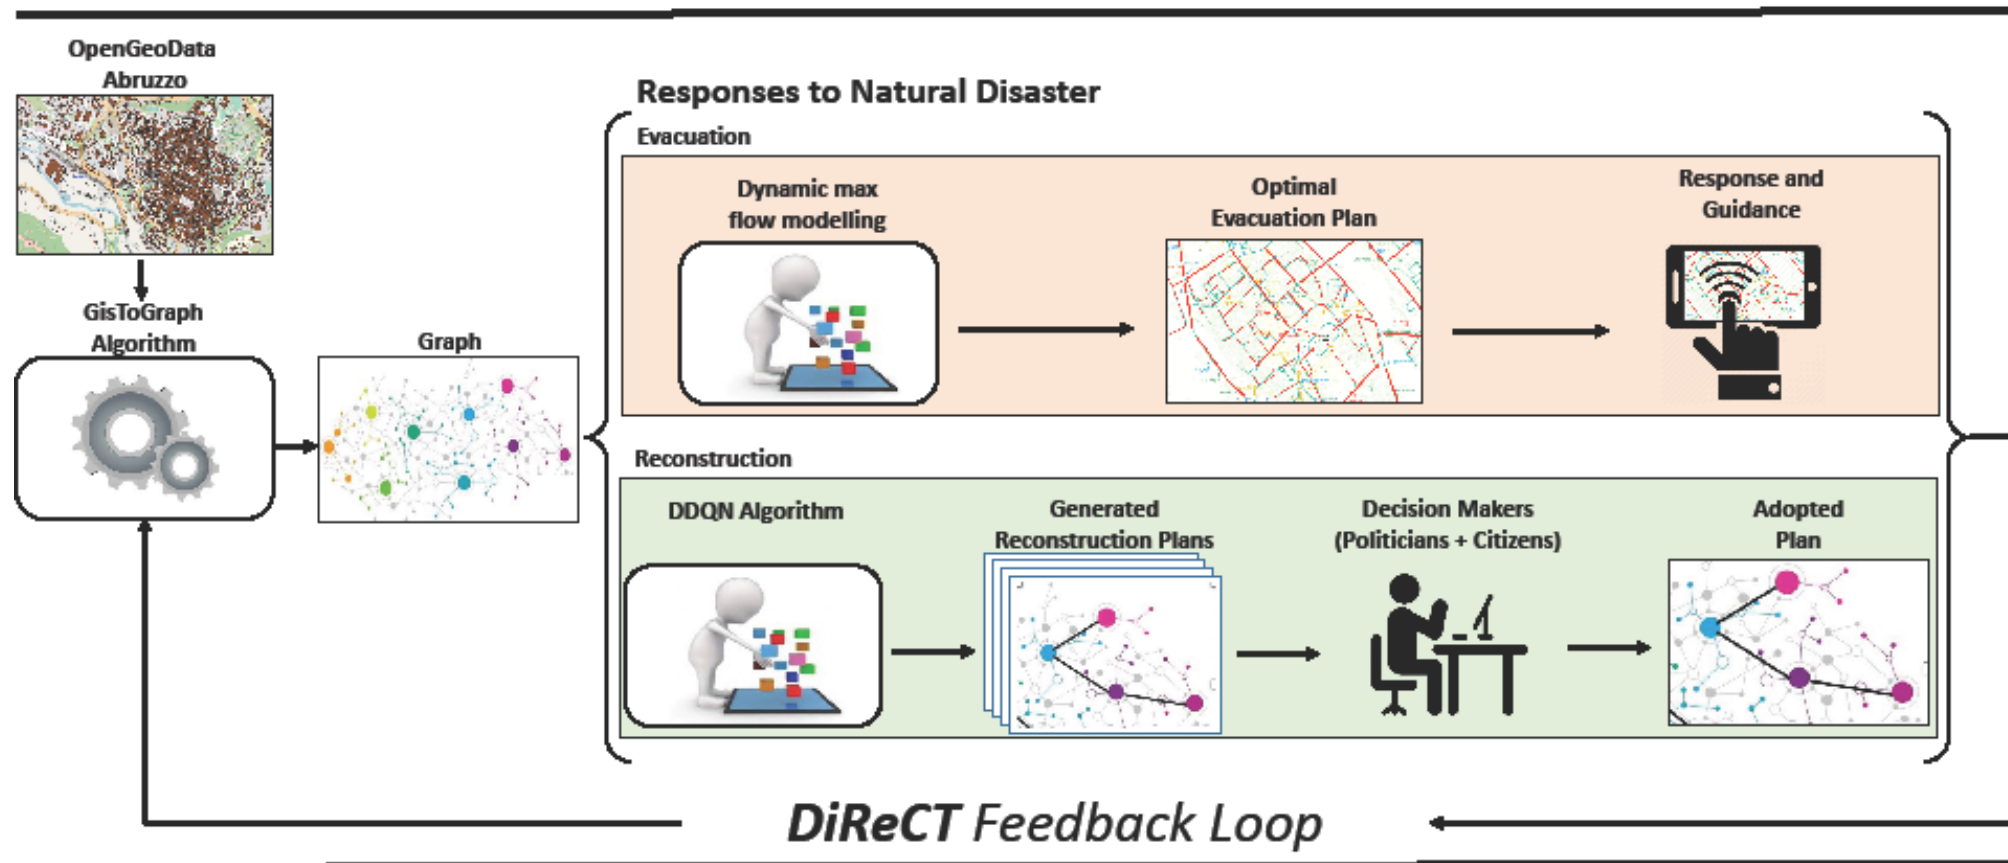 OpenGeoData
Abruzzo
GisToGraph
Algorithm
Graph
Responses to Natural Disaster
Evacuation
Dynamic max
flow modelling
Optimal
Evacuation Plan
Response and
Guidance
Reconstruction
DDQN Algorithm
Generated
Reconstruction Plans
Decision Makers
(Politicians + Citizens)
Adopted
Plan
DiReCT Feedback Loop